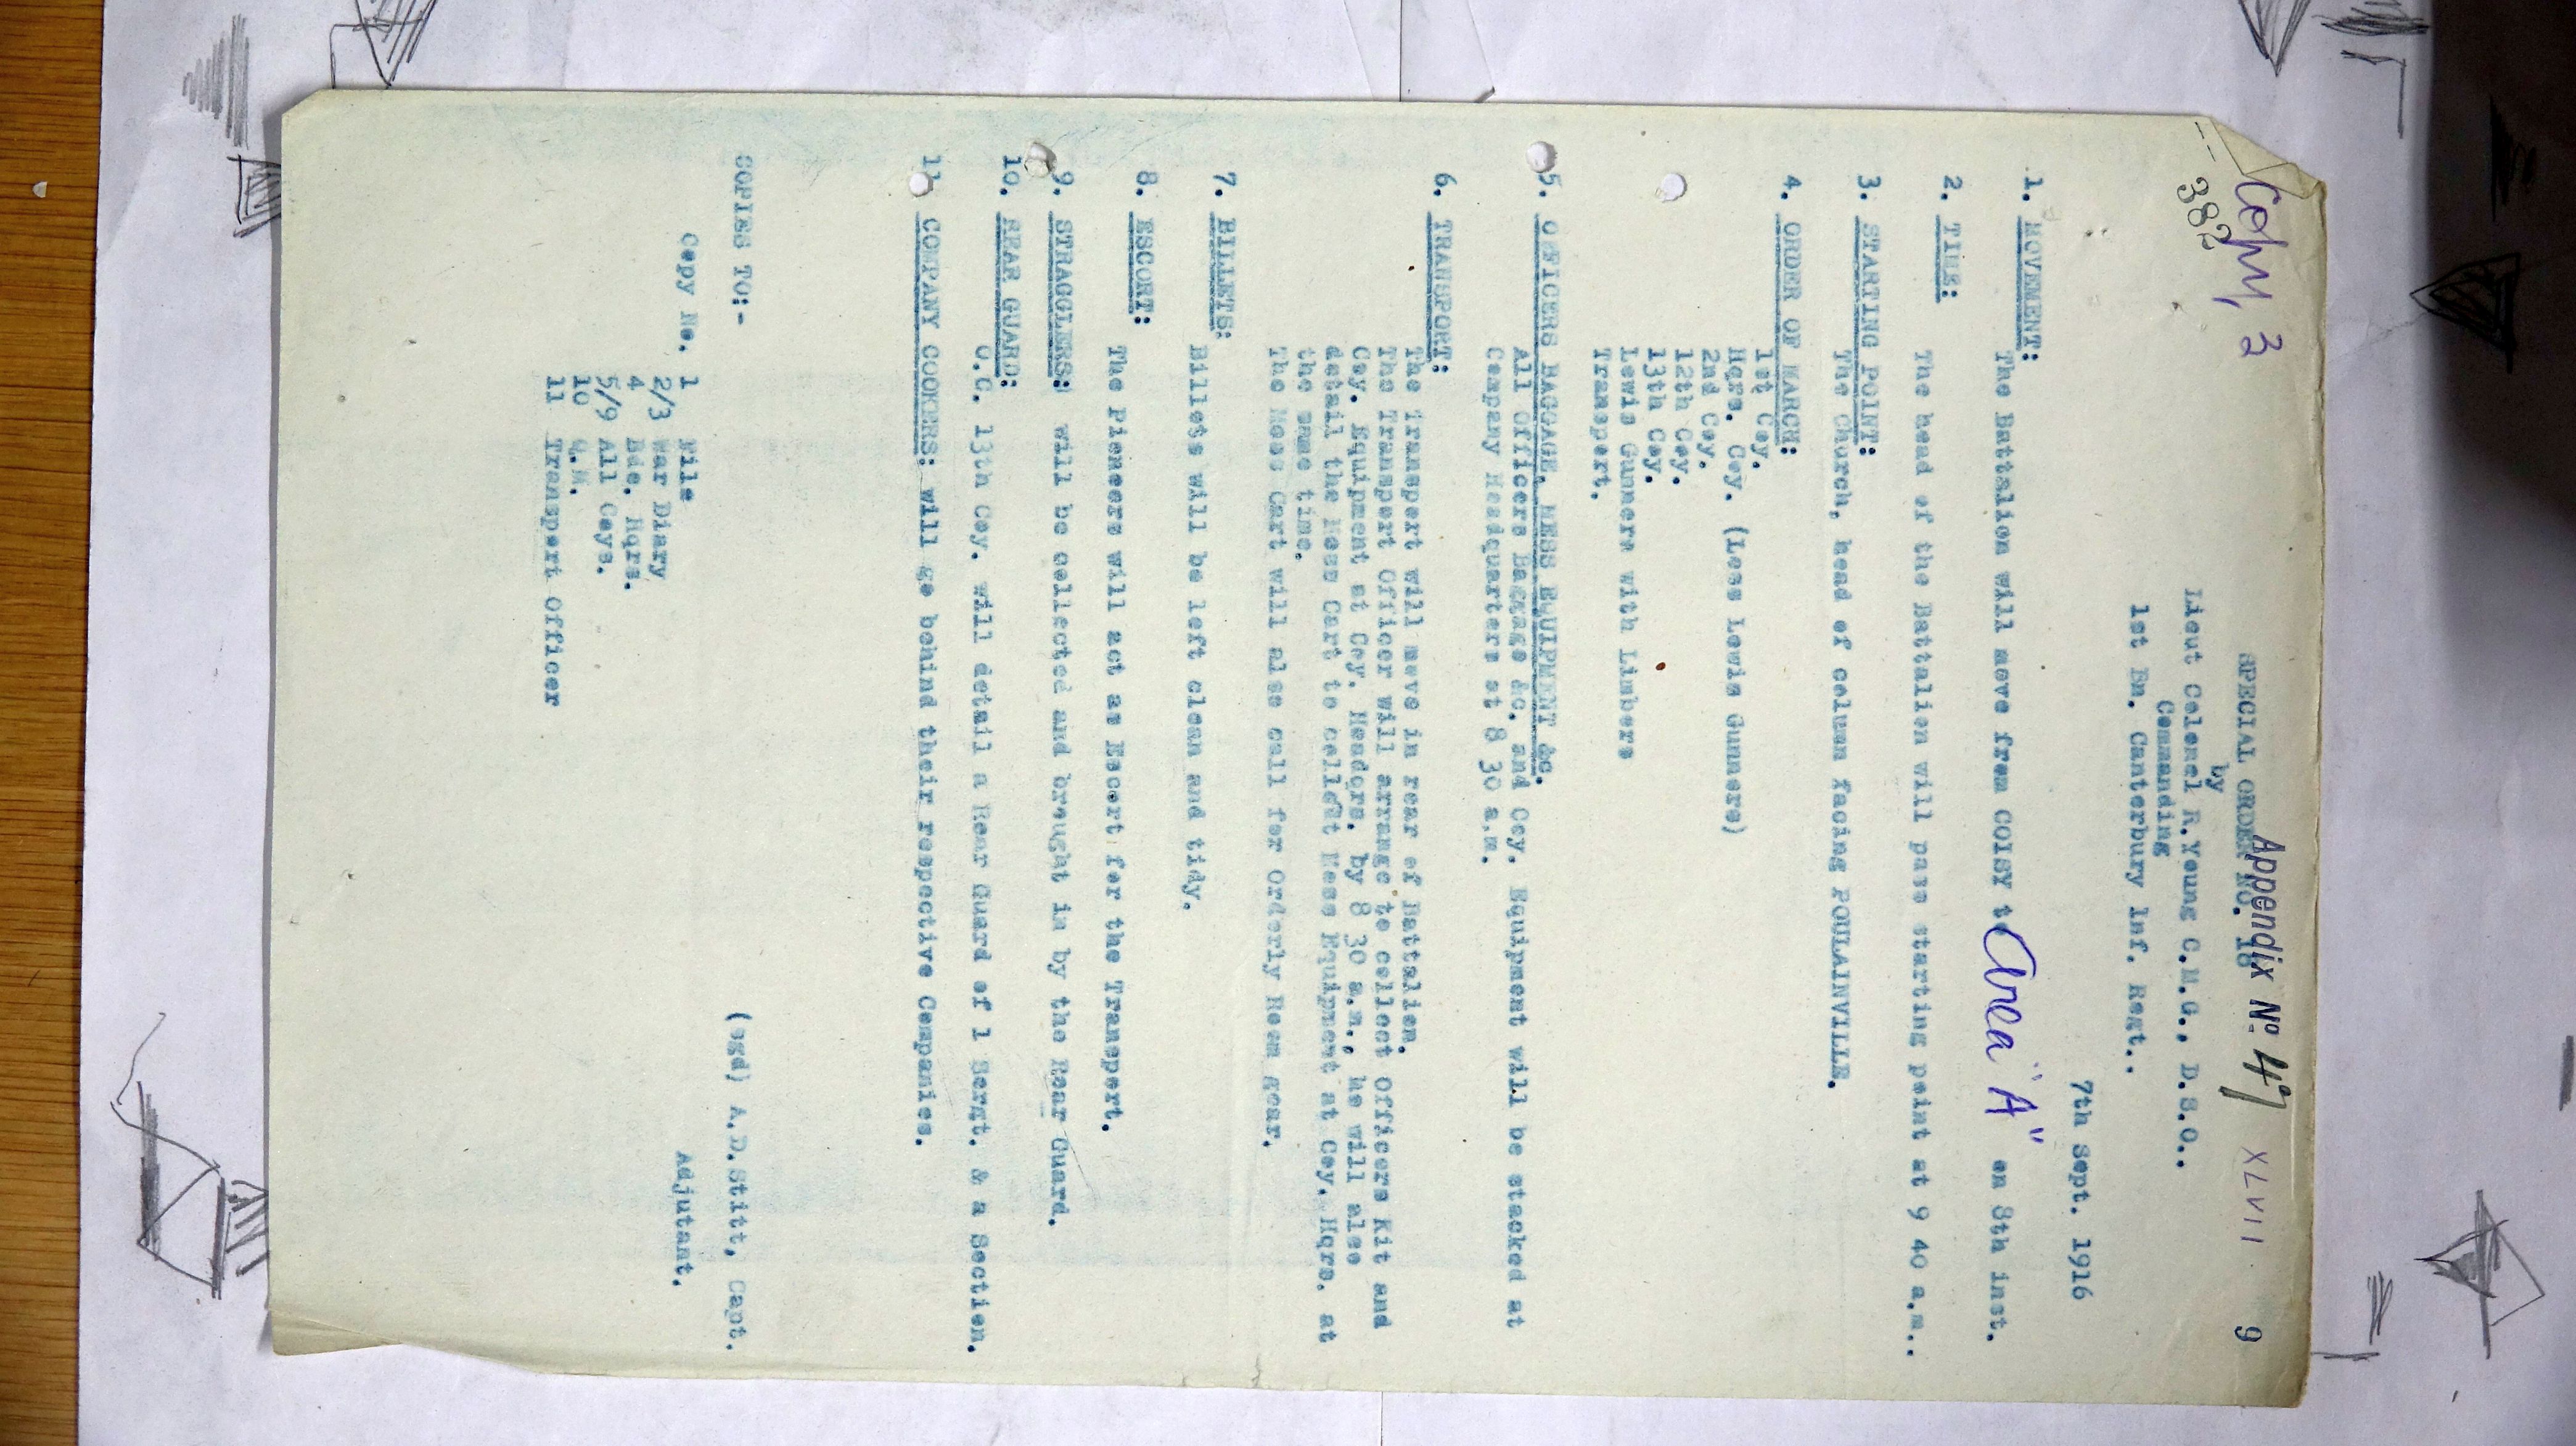 Copy, 3
382
Appendix No. 47 XLVII 9
SPECIAL ORDER NO. 18
by
Lieut Colonel R.Young C.M.G., D.S.O..
Commanding
1st Bn. Canterbury Inf. Regt..
7th Sept. 1916
1. MOVEMENT:
The Battalion will move from COISY to Area "A" on 8th inst.
2. TIME:
The head of the Battalion will pass starting point at 9 40 a.m..
3. STARTING POINT:
The Church, head of column facing POULAINVILLE.
4. ORDER OF MARCH:
1st Coy.
Hqrs. Coy. (Less Lewis Gunners)
2nd Coy.
12th Coy.
13th Coy.
Lewis Gunners with Limbers
Transport.
5. OFFICERS BAGGAGE, MESS EQUIPMENT &c.
All Officers Baggage &c. and Coy. Equipment will be stacked at
Company Headquarters at 8 30 a.m.
6. TRANSPORT:
The Transport will move in rear of Battalion.
The Transport Officer will arrange to collect Officers Kit and
Coy. Equipment at Coy. Headqrs. by 8 30 a.m., he will also
detail the Mess Cart to collect Mess Equipment at Coy. Hqrs. at
the same time.
The Mess Cart will also call for Orderly Room gear.
7. BILLETS:
Billets will be left clean and tidy.
8. ESCORT:
The Pioneers will act as Escort for the Transport.
9. STRAGGLERS: will be collected and brought in by the Rear Guard.
10. REAR GUARD:
O.C. 13th Coy. will detail a Rear Guard of 1 Sergt. & a Section.
11. COMPANY COOKERS: will go behind their respective Companies.
(sgd) A.D.Stitt, Capt.
Adjutant.
COPIES TO:-
Copy No. 1 File
2/3 War Diary
4 Bde. Hqrs.
5/9 All Coys.
10 Q.M.
11 Transport Officer